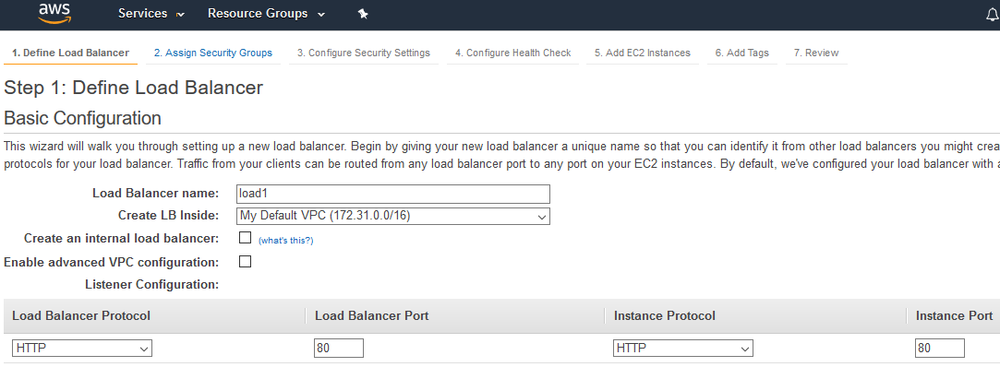 aws Services Resource Groups
1. Define Load Balancer 2. Assign Security Groups 3. Configure Security Settings 4. Configure Health Check 5. Add EC2 Instances 6. Add Tags 7. Review
Step 1: Define Load Balancer
Basic Configuration
This wizard will walk you through setting up a new load balancer. Begin by giving your new load balancer a unique name so that you can identify it from other load balancers you might
protocols for your load balancer. Traffic from your clients can be routed from any load balancer port to any port on your EC2 instances. By default, we've configured your load balancer with a
Load Balancer name: load1
Create LB Inside: My Default VPC (172.31.0.0/16)
Create an internal load balancer: (what's this?)
Enable advanced VPC configuration:
Listener Configuration:
Load Balancer Protocol Load Balancer Port Instance Protocol Instance Port
HTTP 80 HTTP 80